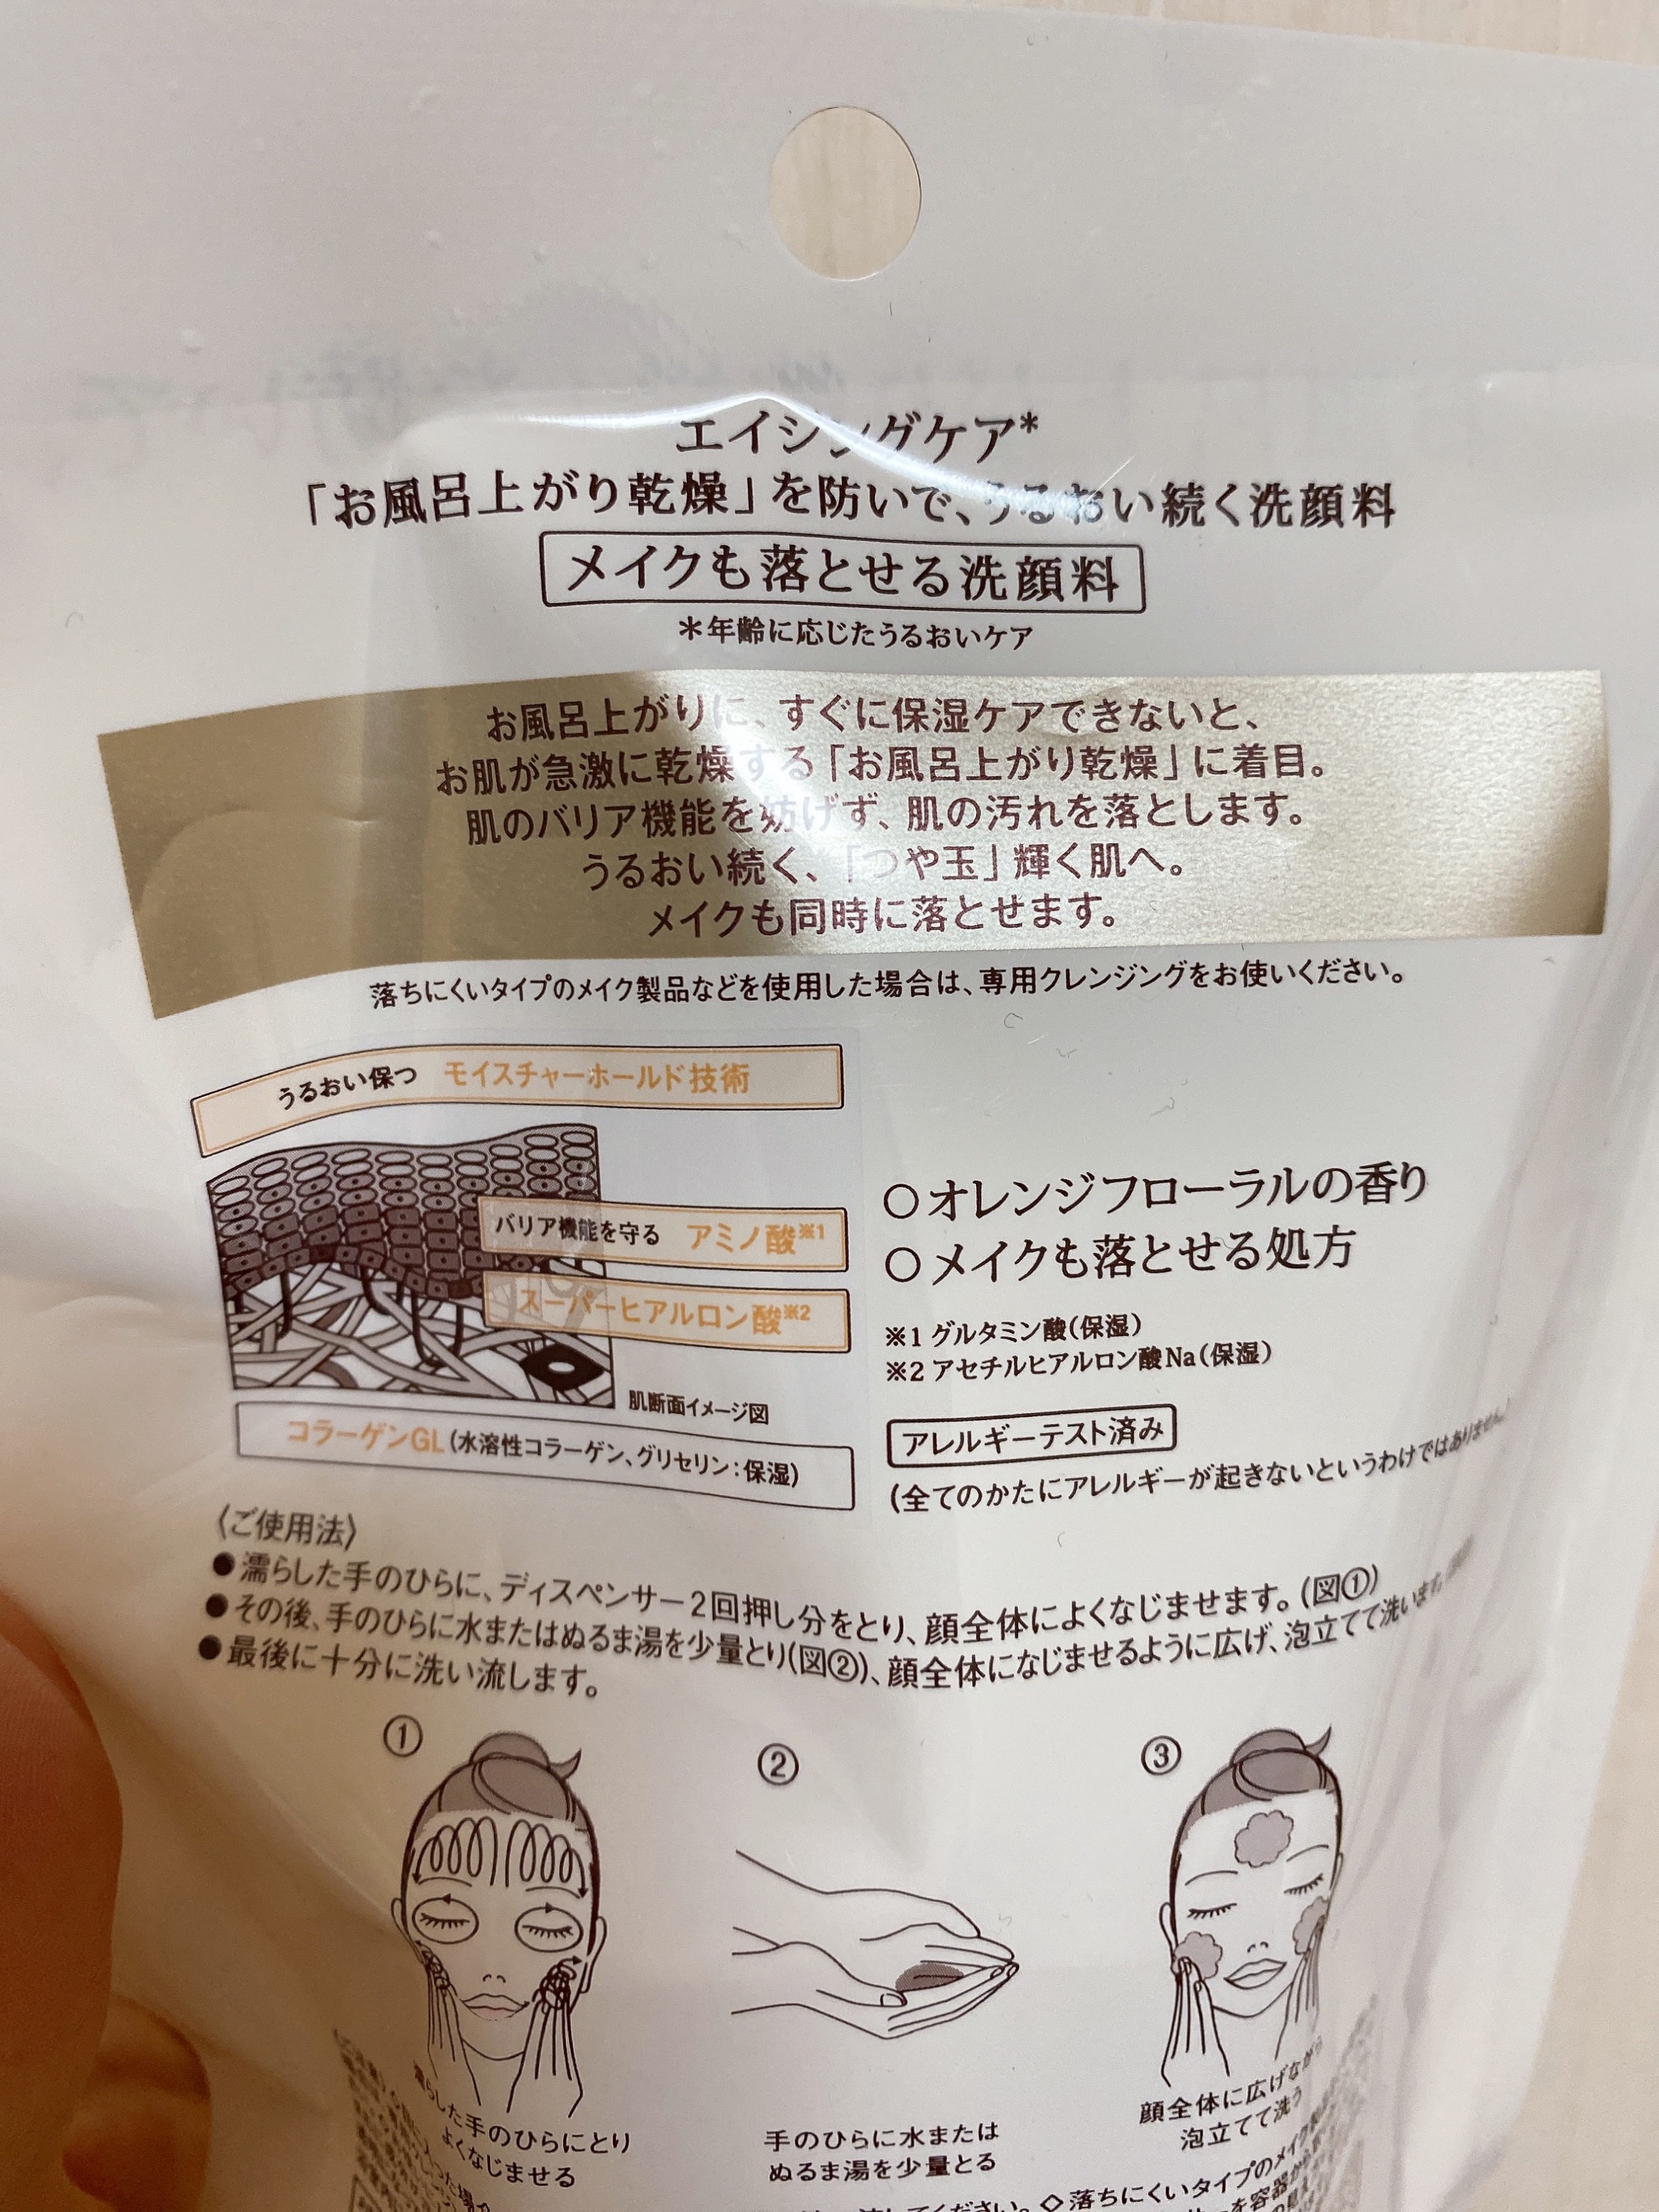 エイジングケア*
「お風呂上がり乾燥」を防いで、うるおい続く洗顔料
メイクも落とせる洗顔料
*年齢に応じたうるおいケア
お風呂上がりに、すぐに保湿ケアできないと、
お肌が急激に乾燥する「お風呂上がり乾燥」に着目。
肌のバリア機能を妨げず、肌の汚れを落とします。
うるおい続く、「つや玉」輝く肌へ。
メイクも同時に落とせます。
落ちにくいタイプのメイク製品などを使用した場合は、専用クレンジングをお使いください。
うるおい保つ モイスチャーホールド技術
バリア機能を守る アミノ酸※1
スーパーヒアルロン酸※2
肌断面イメージ図
コラーゲンGL(水溶性コラーゲン、グリセリン:保湿)
○オレンジフローラルの香り
○メイクも落とせる処方
※1 グルタミン酸(保湿)
※2 アセチルヒアルロン酸Na(保湿)
アレルギーテスト済み
(全てのかたにアレルギーが起きないというわけではありません
〈ご使用法〉
●濡らした手のひらに、ディスペンサー2回押し分をとり、顔全体によくなじませます。(図①)
●その後、手のひらに水またはぬるま湯を少量とり(図②)、顔全体になじませるように広げ、泡立てて洗います。
●最後に十分に洗い流します。
①
②
③
濡らした手のひらにとり
よくなじませる
手のひらに水または
ぬるま湯を少量とる
顔全体に広げながら
泡立てて洗う
ください。◇落ちにくいタイプのメイク
を容器